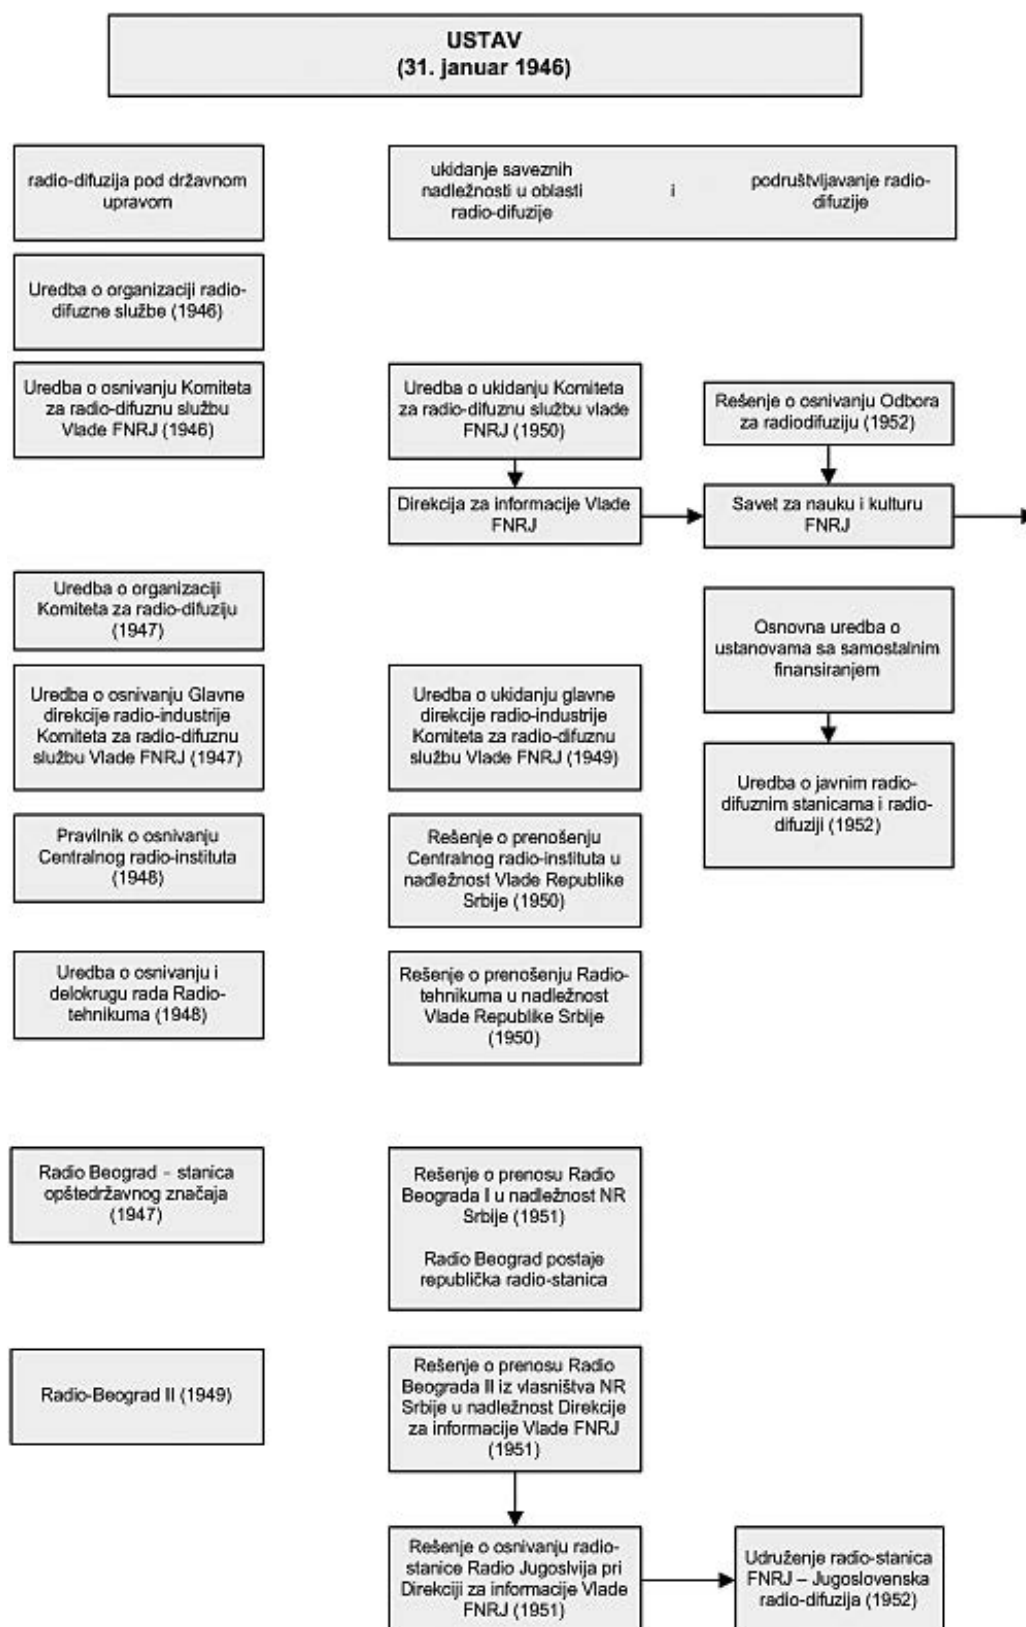 USTAV
(31. januar 1946)
radio-difuzija pod državnom
upravom
ukidanje saveznih
nadležnosti u oblasti
radio-difuzije
i
podruštvljavanje radio-
difuzije
Uredba o organizaciji radio-
difuzne službe (1946)
Uredba o osnivanju Komiteta
za radio-difuznu službu
Vlade FNRJ (1946)
Uredba o ukidanju Komiteta
za radio-difuznu službu vlade
FNRJ (1950)
Rešenje o osnivanju Odbora
za radiodifuziju (1952)
Direkcija za informacije Vlade
FNRJ
Savet za nauku i kulturu
FNRJ
Uredba o organizaciji
Komiteta za radio-difuziju
(1947)
Osnovna uredba o
ustanovama sa samostalnim
finansiranjem
Uredba o osnivanju Glavne
direkcije radio-industrije
Komiteta za radio-difuznu
službu Vlade FNRJ (1947)
Uredba o ukidanju glavne
direkcije radio-industrije
Komiteta za radio-difuznu
službu Vlade FNRJ (1949)
Uredba o javnim radio-
difuznim stanicama i radio-
difuziji (1952)
Pravilnik o osnivanju
Centralnog radio-instituta
(1948)
Rešenje o prenošenju
Centralnog radio-instituta u
nadležnost Vlade Republike
Srbije (1950)
Uredba o osnivanju i
delokrugu rada Radio-
tehnikuma (1948)
Rešenje o prenošenju Radio-
tehnikuma u nadležnost
Vlade Republike Srbije
(1950)
Radio Beograd – stanica
opštedržavnog značaja
(1947)
Rešenje o prenosu Radio
Beograda I u nadležnost NR
Srbije (1951)
Radio Beograd postaje
republička radio-stanica
Radio-Beograd II (1949)
Rešenje o prenosu Radio
Beograda II iz vlasništva NR
Srbije u nadležnost Direkcije
za informacije Vlade FNRJ
(1951)
Rešenje o osnivanju radio-
stanice Radio Jugoslvija pri
Direkciji za informacije Vlade
FNRJ (1951)
Udruženje radio-stanica
FNRJ – Jugoslovenska
radio-difuzija (1952)